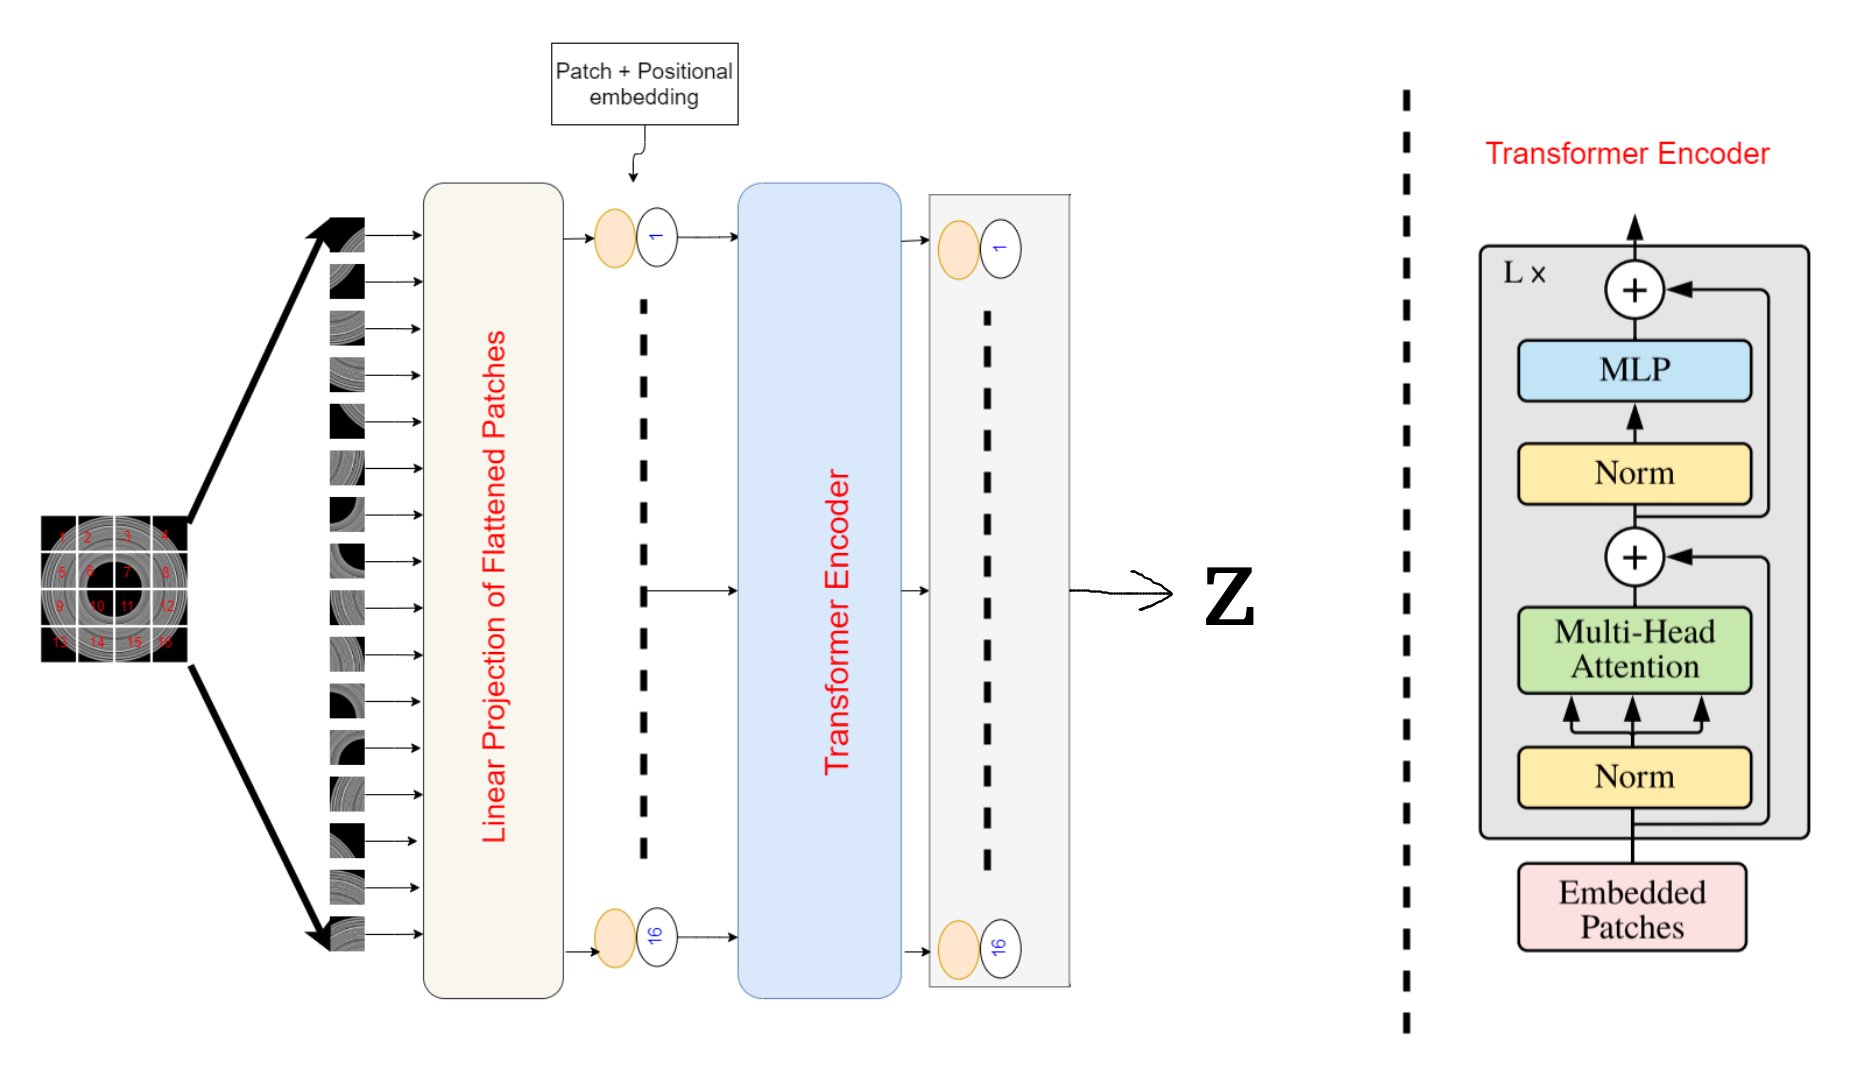 Patch + Positional
embedding
1 2 3 4
5 6 7 8
9 10 11 12
13 14 15 16
Linear Projection of Flattened Patches
1
16
Transformer Encoder
1
16
Z
Transformer Encoder
L x
+
MLP
Norm
+
Multi-Head
Attention
Norm
Embedded
Patches